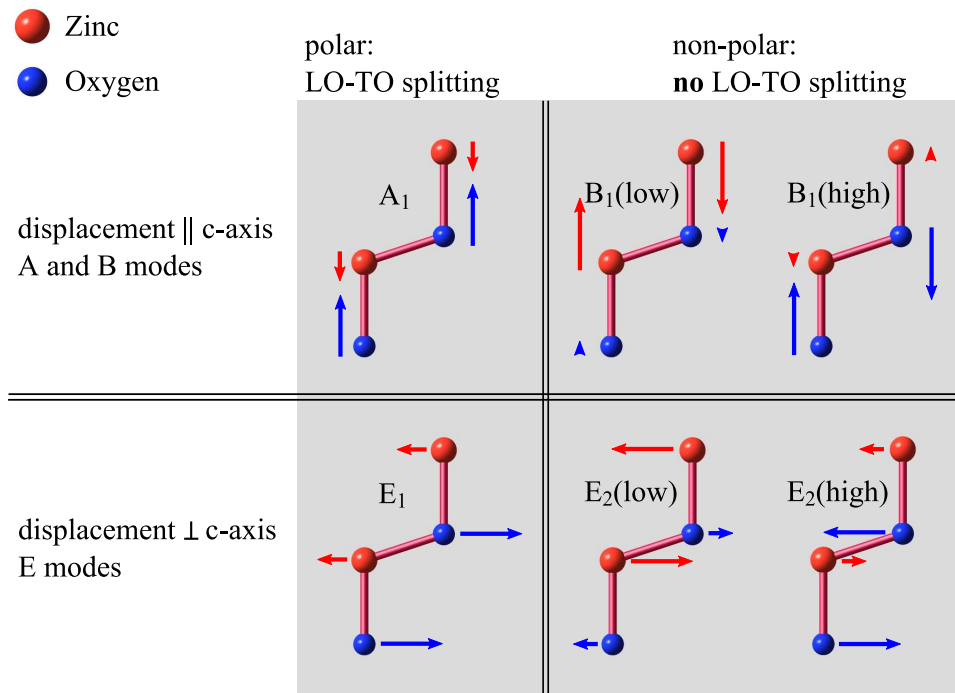 Zinc
Oxygen
polar:
LO-TO splitting
non-polar:
no LO-TO splitting
displacement || c-axis
A and B modes
A₁
B₁(low)
B₁(high)
displacement ⊥ c-axis
E modes
E₁
E₂(low)
E₂(high)